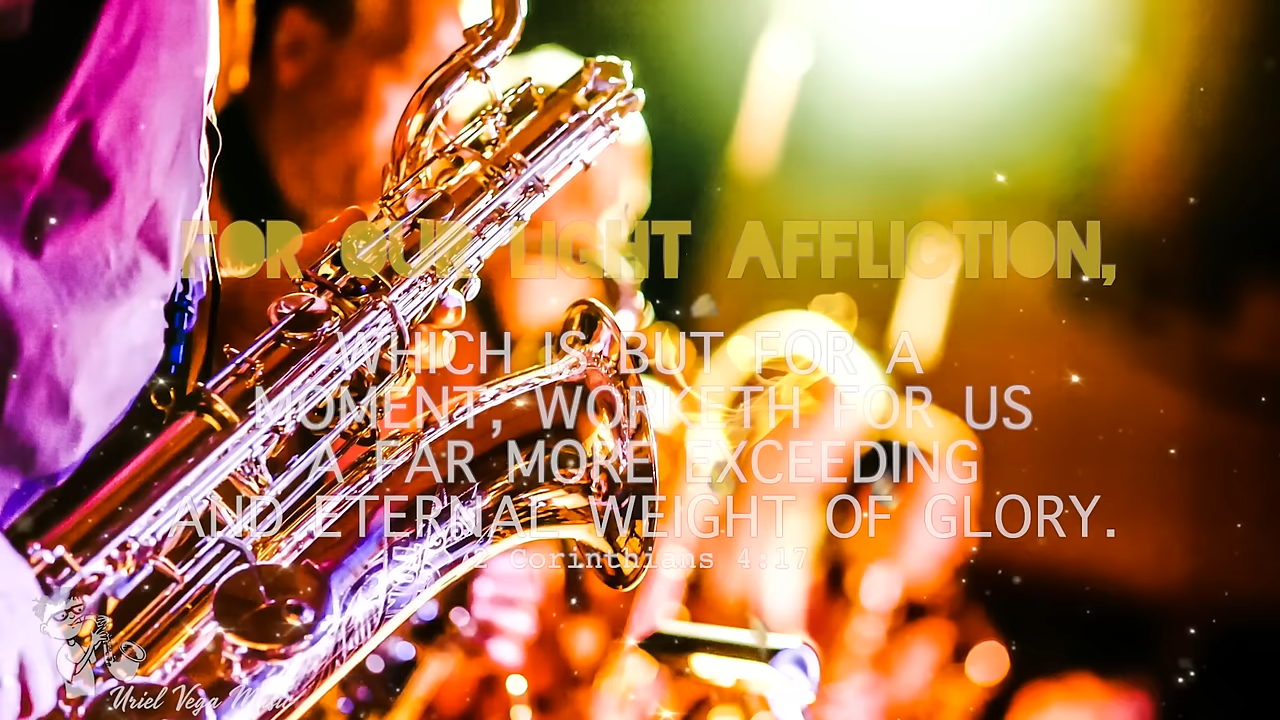 FOR OUR LIGHT AFFLICTION,
WHICH IS BUT FOR A
MOMENT, WORKETH FOR US
A FAR MORE EXCEEDING
AND ETERNAL WEIGHT OF GLORY.
2 Corinthians 4:17
Uriel Vega Music